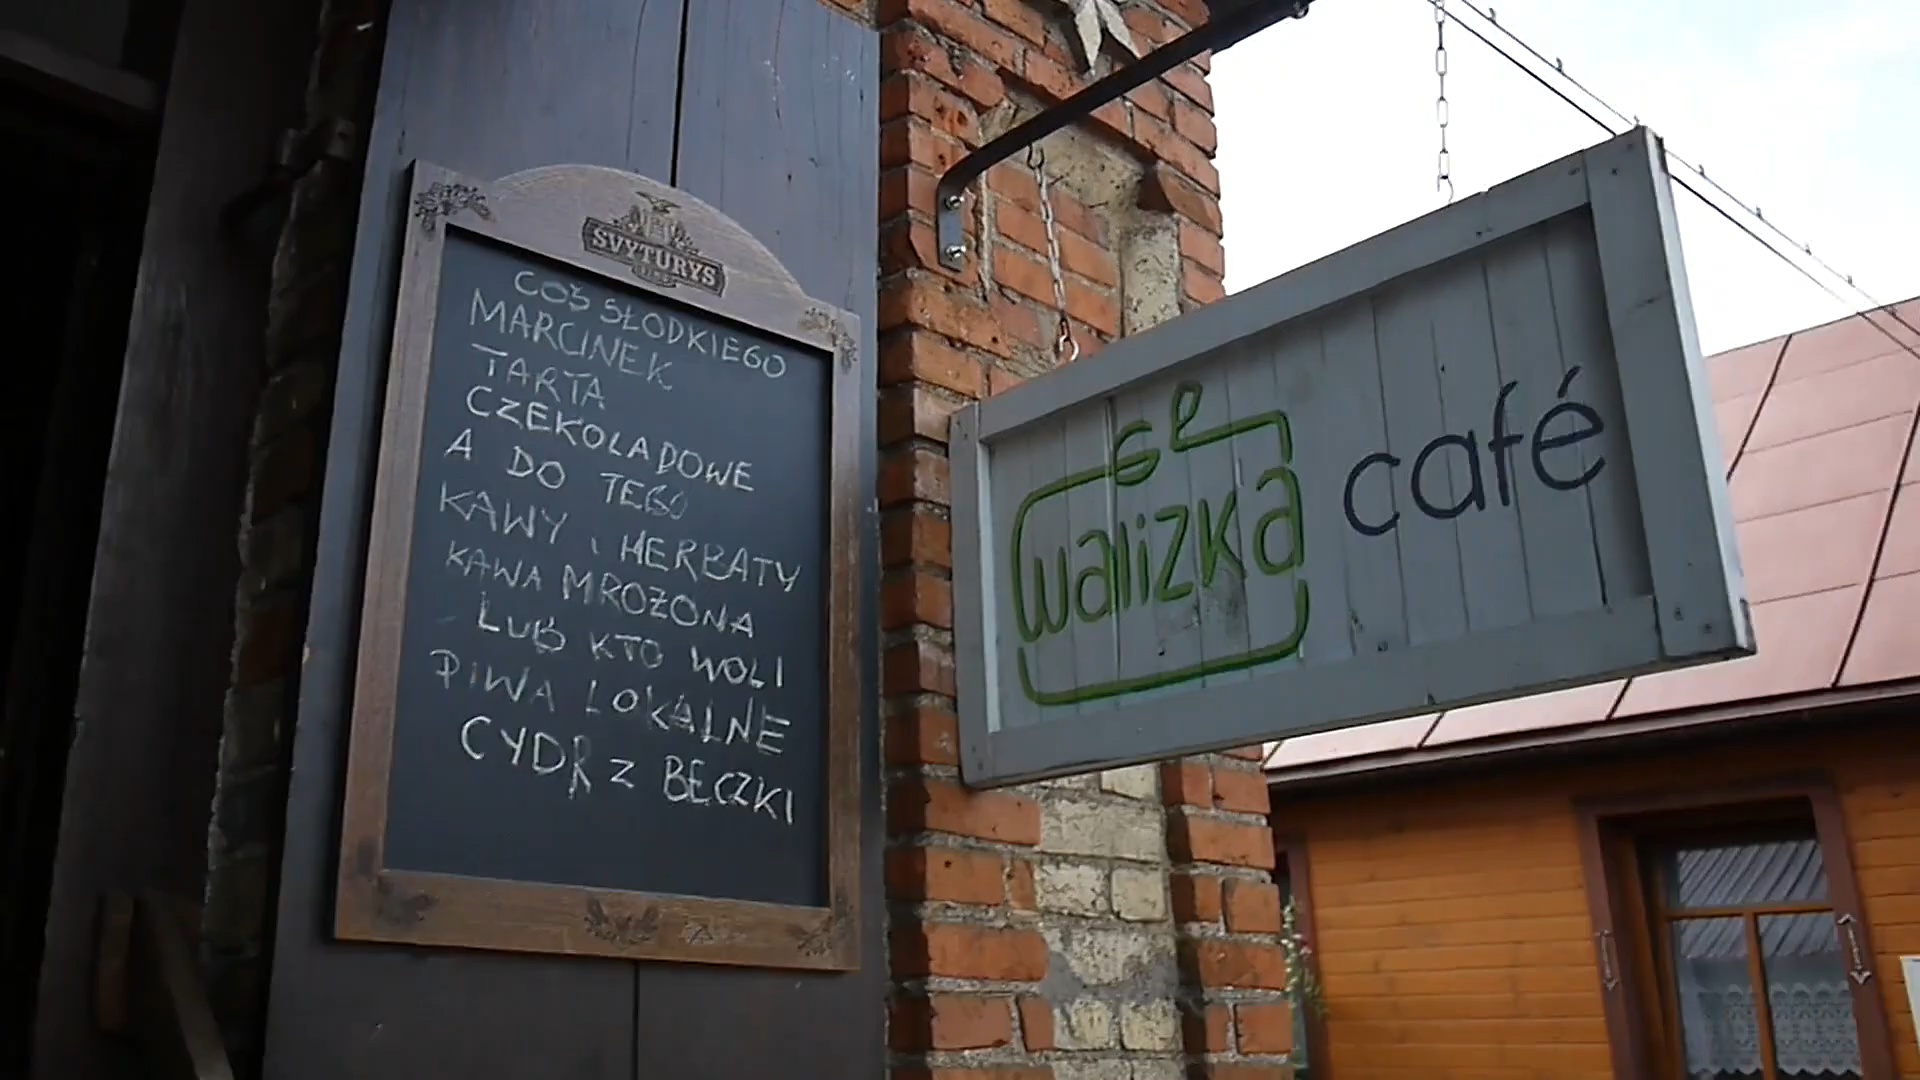 SVYTURYS
COŚ SŁODKIEGO
MARCINEK
TARTA
CZEKOLADOWE
A DO TEGO
KAWY i HERBATY
KAWA MROŻONA
LUB KTO WOLI
PIWA LOKALNE
CYDR Z BECZKI
walizka café